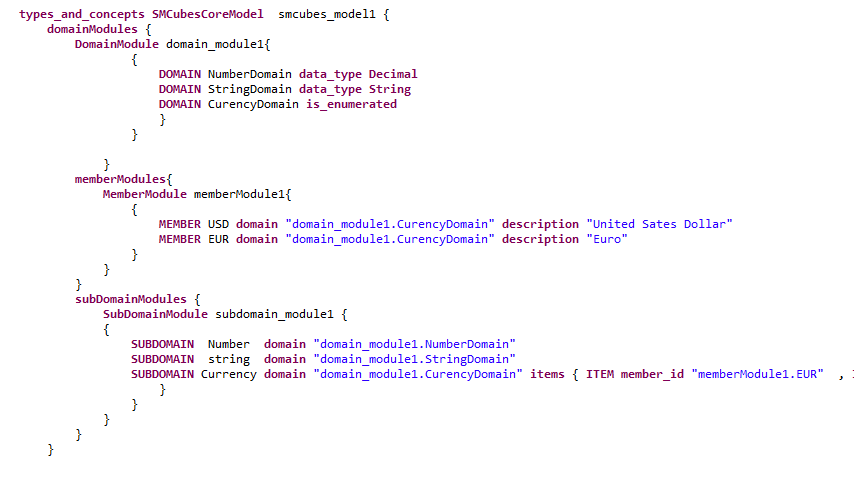 types_and_concepts SMCubesCoreModel  smcubes_model1 {
domainModules {
DomainModule domain_module1{
{
DOMAIN NumberDomain data_type Decimal
DOMAIN StringDomain data_type String
DOMAIN CurencyDomain is_enumerated
}
}
}
memberModules{
MemberModule memberModule1{
{
MEMBER USD domain "domain_module1.CurencyDomain" description "United Sates Dollar"
MEMBER EUR domain "domain_module1.CurencyDomain" description "Euro"
}
}
}
subDomainModules {
SubDomainModule subdomain_module1 {
{
SUBDOMAIN  Number  domain "domain_module1.NumberDomain"
SUBDOMAIN  string  domain "domain_module1.StringDomain"
SUBDOMAIN Currency domain "domain_module1.CurencyDomain" items { ITEM member_id "memberModule1.EUR"  ,
}
}
}
}
}